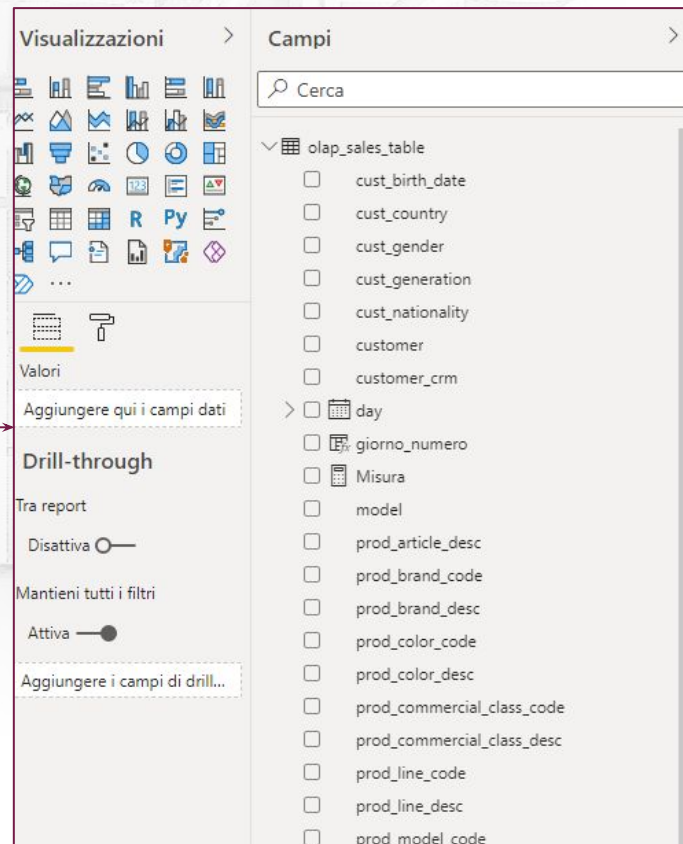 Visualizzazioni
123
R
Py
Valori
Aggiungere qui i campi dati
Drill-through
Tra report
Disattiva
Mantieni tutti i filtri
Attiva
Aggiungere i campi di drill...
Campi
Cerca
olap_sales_table
cust_birth_date
cust_country
cust_gender
cust_generation
cust_nationality
customer
customer_crm
day
giorno_numero
Misura
model
prod_article_desc
prod_brand_code
prod_brand_desc
prod_color_code
prod_color_desc
prod_commercial_class_code
prod_commercial_class_desc
prod_line_code
prod_line_desc
prod_model_code